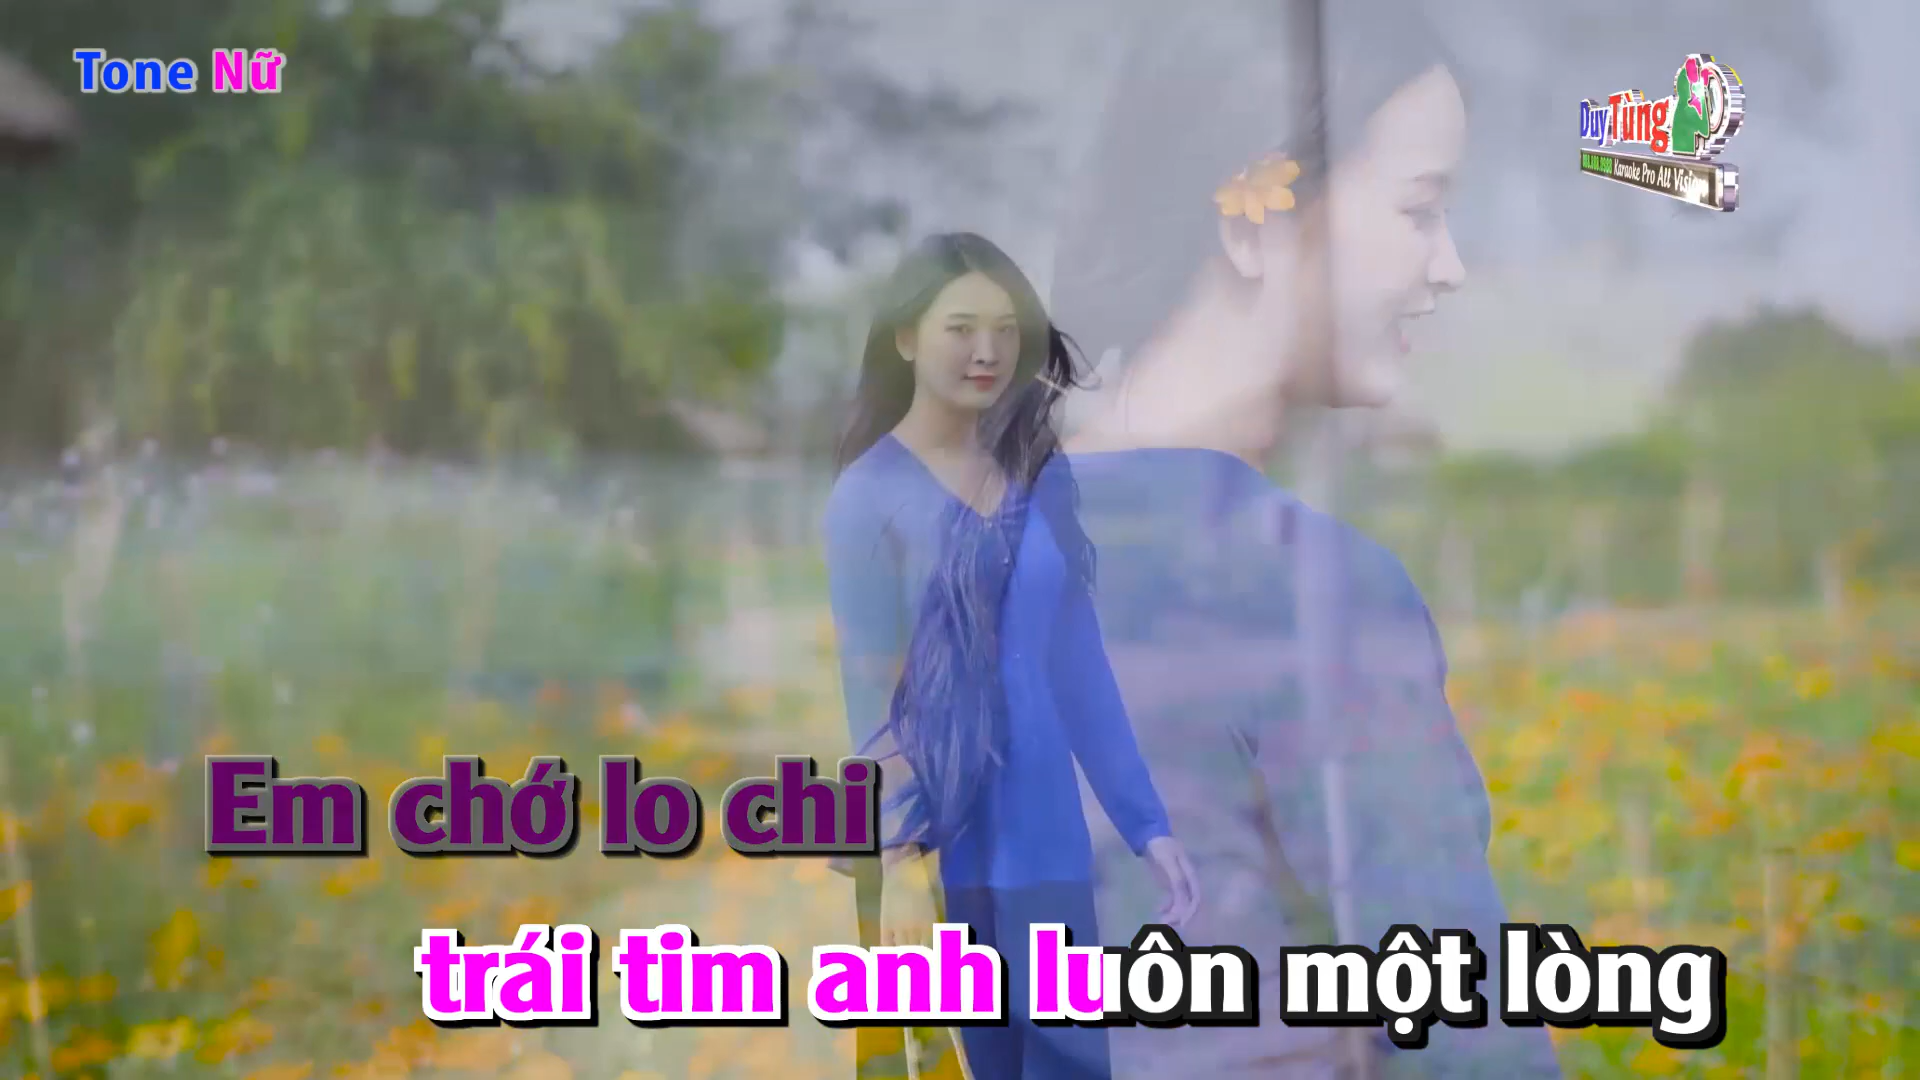 Tone Nữ
Duy Tùng
Karaoke Pro All Vision
Em chớ lo chi
trái tim anh luôn một lòng